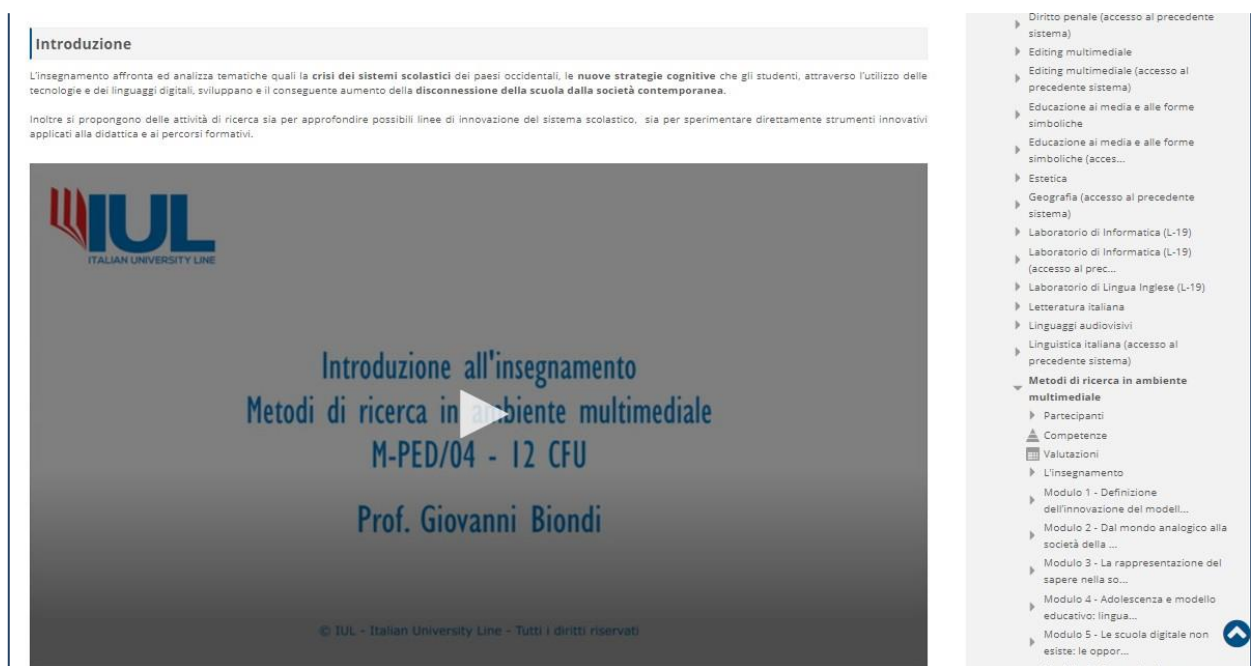 Introduzione
L'insegnamento affronta ed analizza tematiche quali la crisi dei sistemi scolastici dei paesi occidentali, le nuove strategie cognitive che gli studenti, attraverso l'utilizzo delle
tecnologie e dei linguaggi digitali, sviluppano e il conseguente aumento della disconnessione della scuola dalla società contemporanea.
Inoltre si propongono delle attività di ricerca sia per approfondire possibili linee di innovazione del sistema scolastico, sia per sperimentare direttamente strumenti innovativi
applicati alla didattica e ai percorsi formativi.
IUL
ITALIAN UNIVERSITY LINE
Introduzione all'insegnamento
Metodi di ricerca in ambiente multimediale
M-PED/04 - 12 CFU
Prof. Giovanni Biondi
© IUL - Italian University Line - Tutti i diritti riservati
Diritto penale (accesso al precedente
sistema)
Editing multimediale
Editing multimediale (accesso al
precedente sistema)
Educazione ai media e alle forme
simboliche
Educazione ai media e alle forme
simboliche (acces...
Estetica
Geografia (accesso al precedente
sistema)
Laboratorio di Informatica (L-19)
Laboratorio di Informatica (L-19)
(accesso al prec...
Laboratorio di Lingua Inglese (L-19)
Letteratura italiana
Linguaggi audiovisivi
Linguistica italiana (accesso al
precedente sistema)
Metodi di ricerca in ambiente
multimediale
Partecipanti
Competenze
Valutazioni
L'insegnamento
Modulo 1 - Definizione
dell'innovazione del modell...
Modulo 2 - Dal mondo analogico alla
società della ...
Modulo 3 - La rappresentazione del
sapere nella so...
Modulo 4 - Adolescenza e modello
educativo: lingua...
Modulo 5 - Le scuola digitale non
esiste: le oppor...